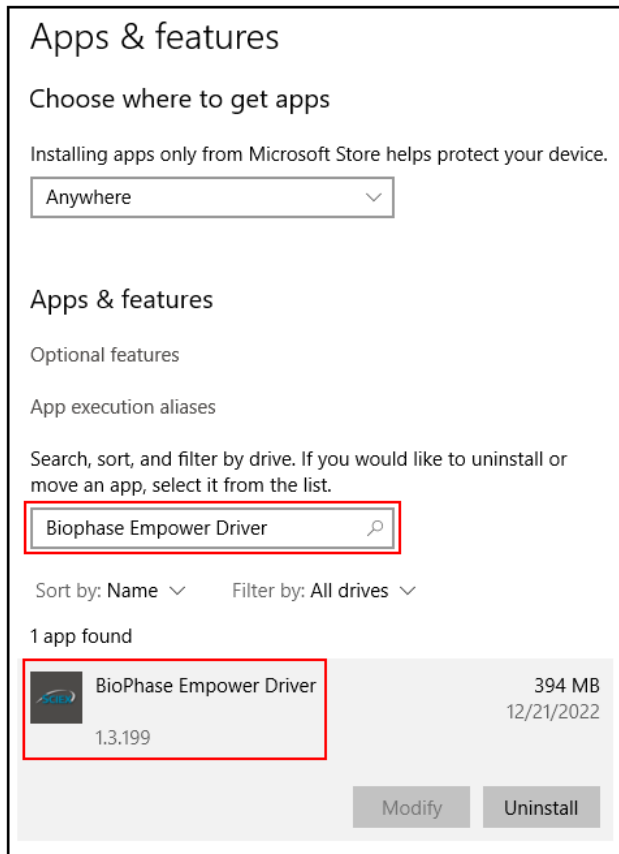 Apps & features
Choose where to get apps
Installing apps only from Microsoft Store helps protect your device.
Anywhere
Apps & features
Optional features
App execution aliases
Search, sort, and filter by drive. If you would like to uninstall or
move an app, select it from the list.
Biophase Empower Driver
Sort by: Name Filter by: All drives
1 app found
SCIEX BioPhase Empower Driver 394 MB
12/21/2022
1.3.199
Modify Uninstall